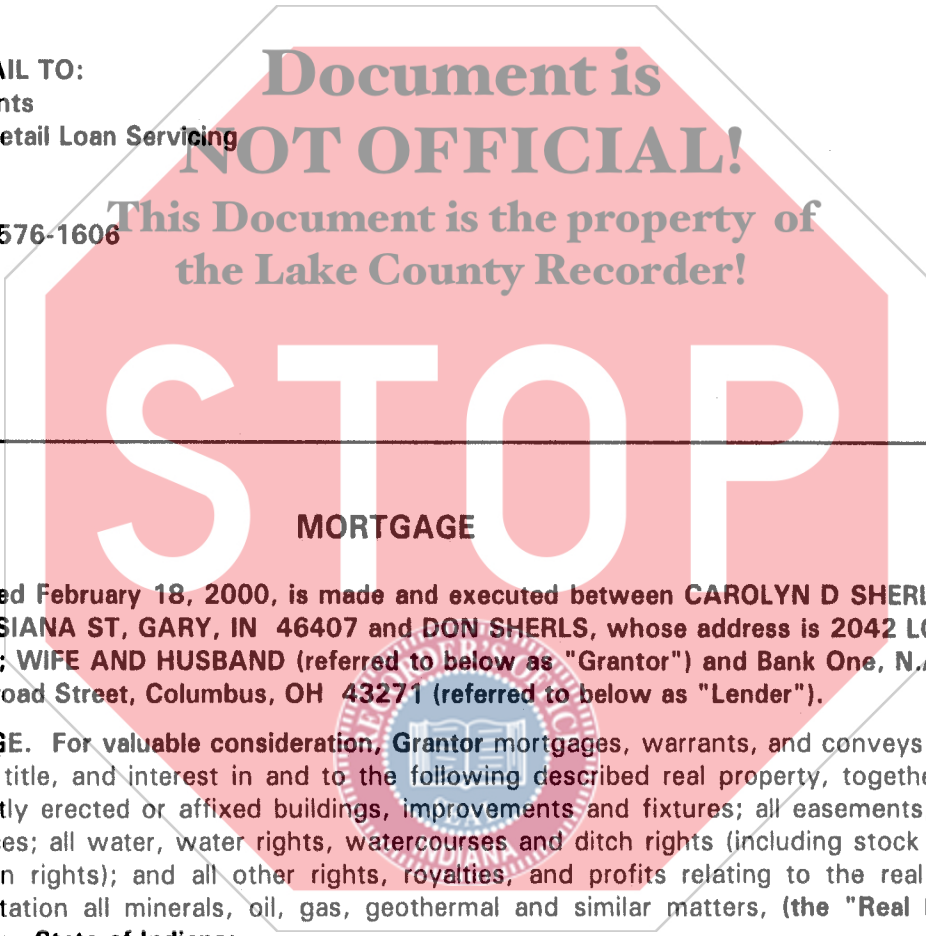 AIL TO:
nts
etail Loan Servicing
576-1606
Document is
NOT OFFICIAL!
This Document is the property of
the Lake County Recorder!
STOP
MORTGAGE
ed February 18, 2000, is made and executed between CAROLYN D SHERL
SIANA ST, GARY, IN 46407 and DON SHERLS, whose address is 2042 LO
; WIFE AND HUSBAND (referred to below as "Grantor") and Bank One, N.A
oad Street, Columbus, OH 43271 (referred to below as "Lender").
GE. For valuable consideration, Grantor mortgages, warrants, and conveys
title, and interest in and to the following described real property, togethe
tly erected or affixed buildings, improvements and fixtures; all easements
es; all water, water rights, watercourses and ditch rights (including stock
n rights); and all other rights, royalties, and profits relating to the real
tation all minerals, oil, gas, geothermal and similar matters, (the "Real
State of Indiana
RECORDER'S OFFICE
INDIANA